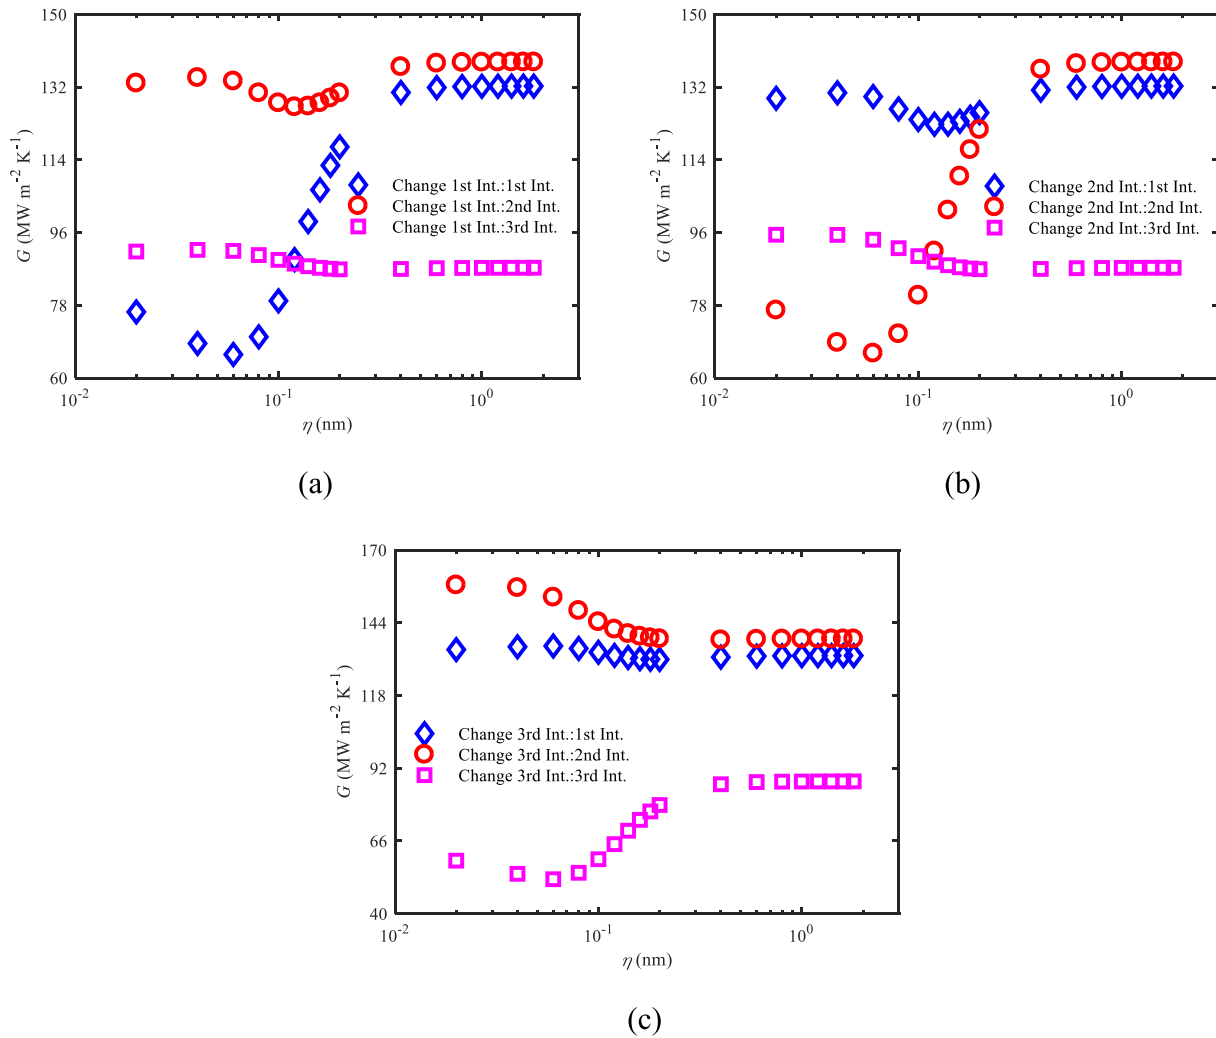 150
132
114
96
78
60
G (MW m-2 K-1)
10-2
10-1
100
η (nm)
Change 1st Int.:1st Int.
Change 1st Int.:2nd Int.
Change 1st Int.:3rd Int.
(a)
150
132
114
96
78
60
G (MW m-2 K-1)
10-2
10-1
100
η (nm)
Change 2nd Int.:1st Int.
Change 2nd Int.:2nd Int.
Change 2nd Int.:3rd Int.
(b)
170
144
118
92
66
40
G (MW m-2 K-1)
10-2
10-1
100
η (nm)
Change 3rd Int.:1st Int.
Change 3rd Int.:2nd Int.
Change 3rd Int.:3rd Int.
(c)